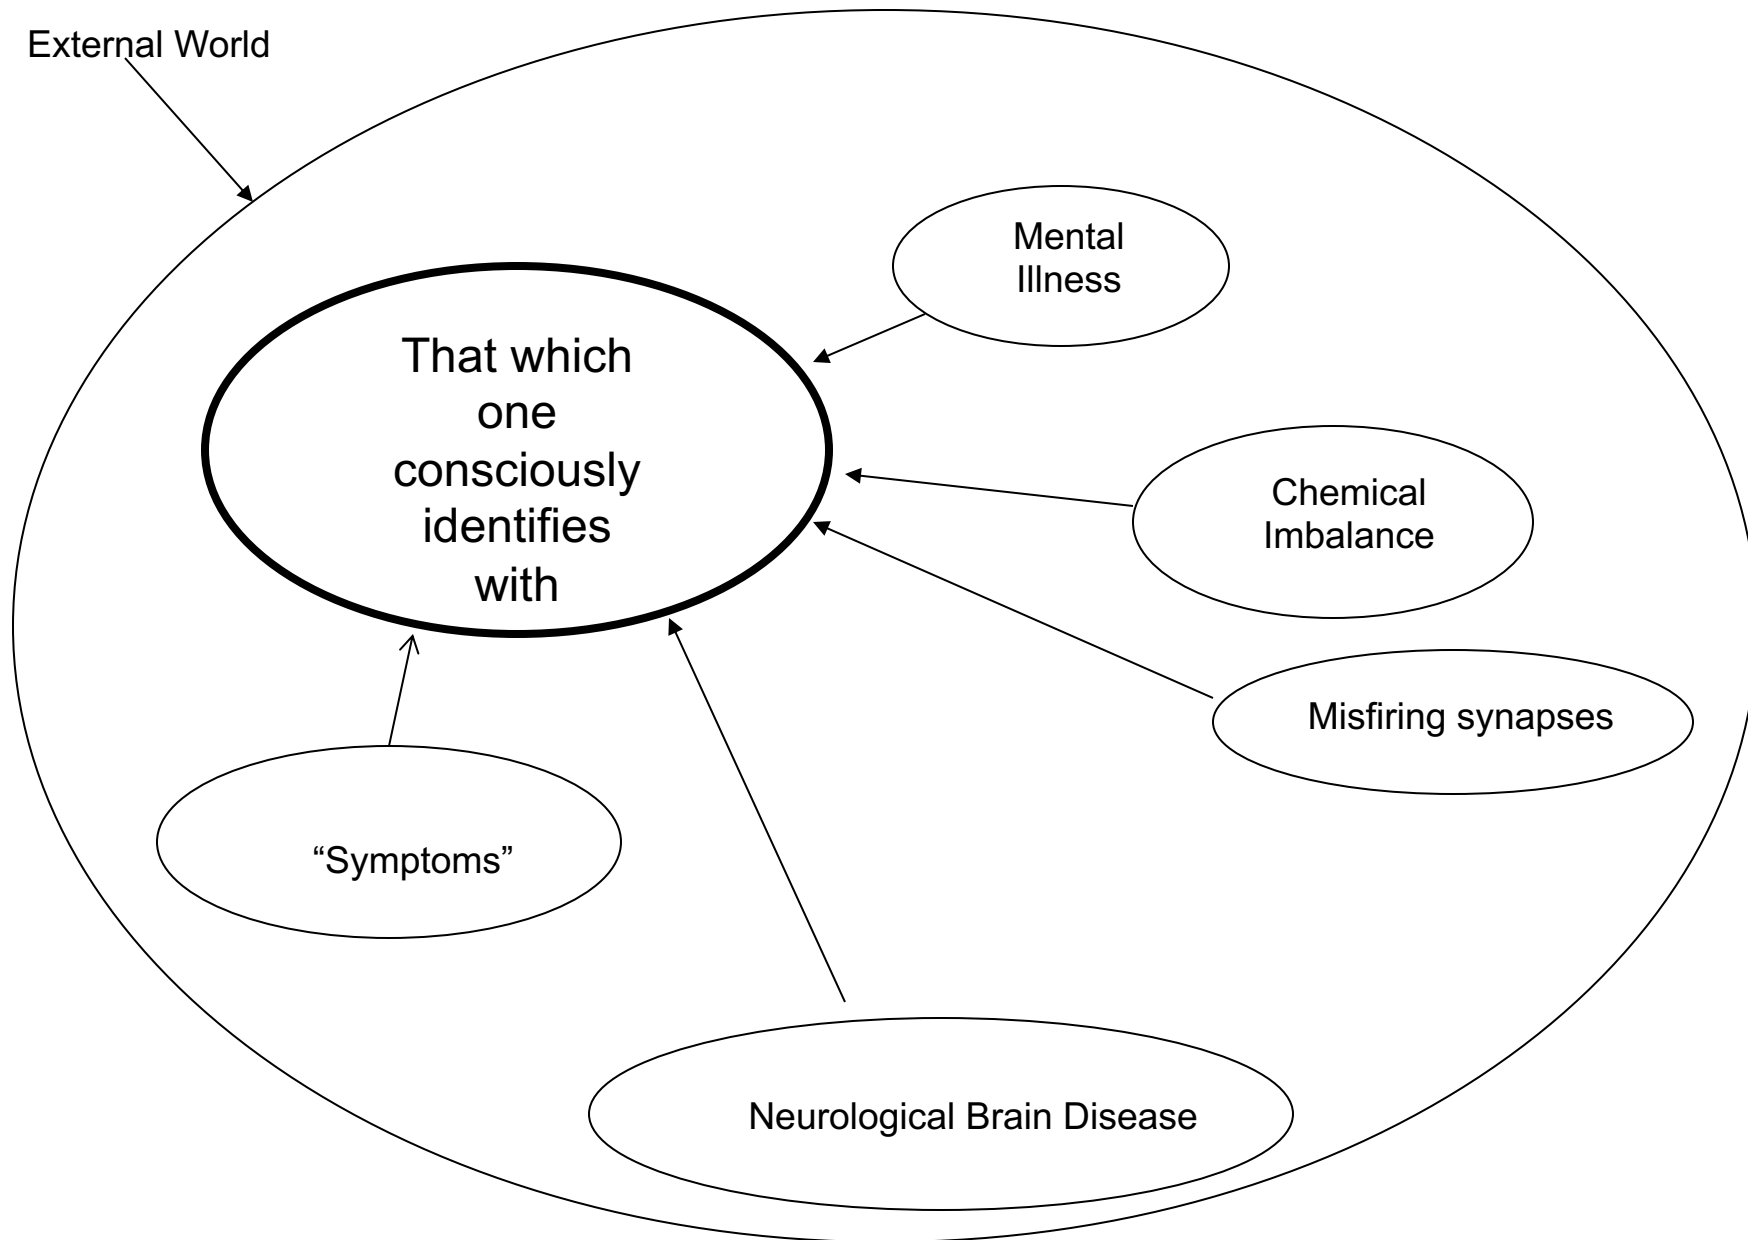 External World
Mental
Illness
That which
one
consciously
identifies
with
Chemical
Imbalance
Misfiring synapses
“Symptoms”
Neurological Brain Disease